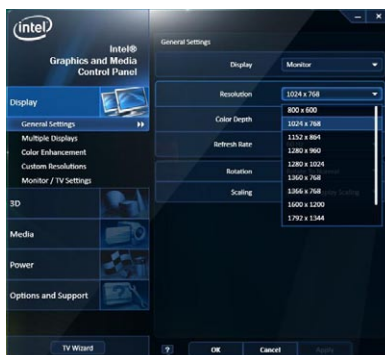 intel
Intel®
Graphics and Media
Control Panel
Display
General Settings
Multiple Displays
Color Enhancement
Custom Resolutions
Monitor / TV Settings
3D
Media
Power
Options and Support
TV Wizard
General Settings
Display
Monitor
Resolution
1024 x 768
800 x 600
1024 x 768
1152 x 864
1280 x 960
1280 x 1024
1360 x 768
1366 x 768
1600 x 1200
1792 x 1344
Color Depth
Refresh Rate
Rotation
Scaling
Scaling
?
OK
Cancel
Apply